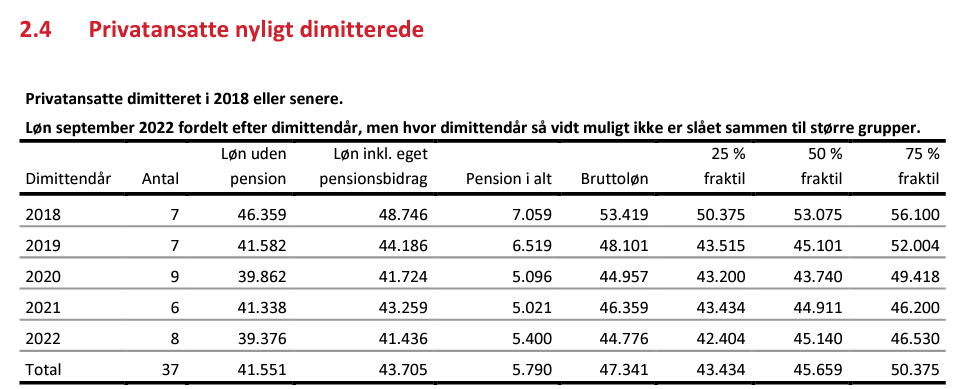 2.4 Privatansatte nyligt dimitterede
Privatansatte dimitteret i 2018 eller senere.
Løn september 2022 fordelt efter dimittendår, men hvor dimittendår så vidt muligt ikke er slået sammen til større grupper.
Løn uden Løn inkl. eget 25 % 50 % 75 %
Dimittendår Antal pension pensionsbidrag Pension i alt Bruttoløn fraktil fraktil fraktil
2018 7 46.359 48.746 7.059 53.419 50.375 53.075 56.100
2019 7 41.582 44.186 6.519 48.101 43.515 45.101 52.004
2020 9 39.862 41.724 5.096 44.957 43.200 43.740 49.418
2021 6 41.338 43.259 5.021 46.359 43.434 44.911 46.200
2022 8 39.376 41.436 5.400 44.776 42.404 45.140 46.530
Total 37 41.551 43.705 5.790 47.341 43.434 45.659 50.375